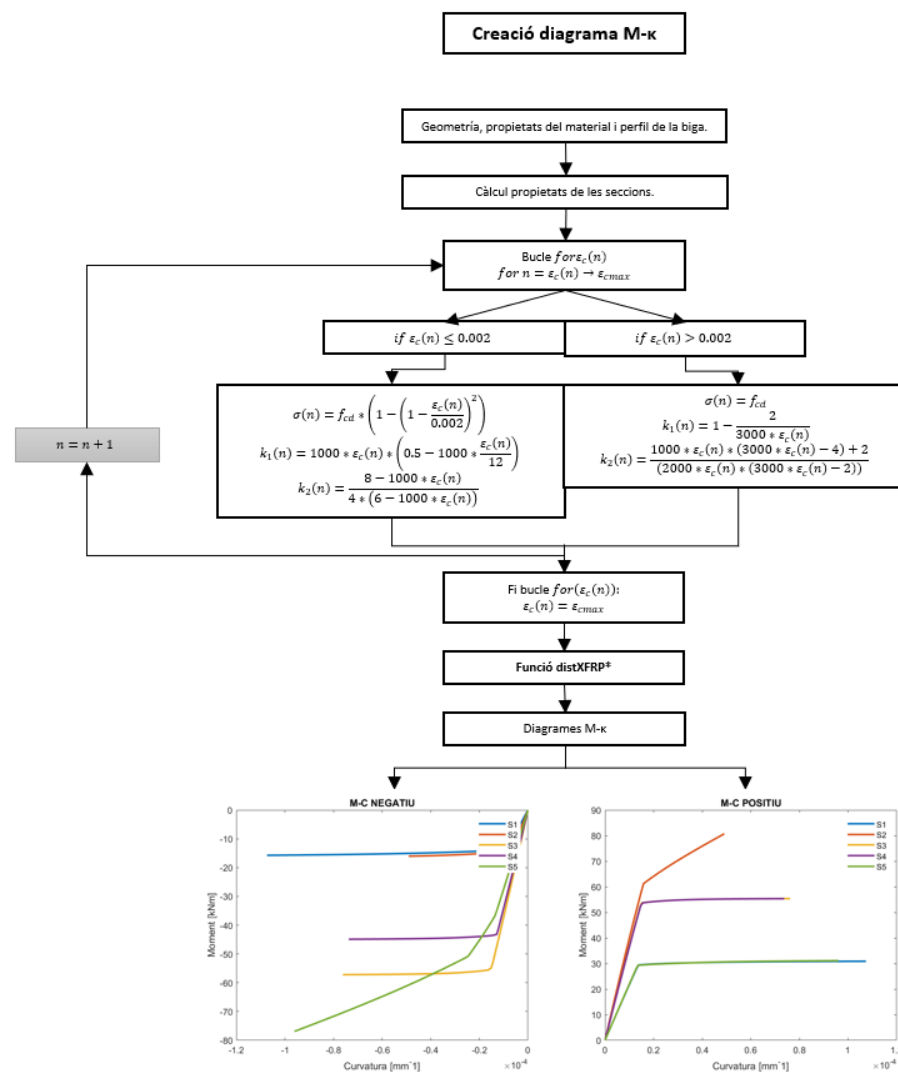 Creació diagrama M-κ
Geometría, propietats del material i perfil de la biga.
Càlcul propietats de les seccions.
Bucle forε_c(n)
for n = ε_c(n) → ε_cmax
if ε_c(n) ≤ 0.002
if ε_c(n) > 0.002
σ(n) = f_cd * (1 − (1 − ε_c(n)/0.002)^2)
k_1(n) = 1000 * ε_c(n) * (0.5 − 1000 * ε_c(n)/12)
k_2(n) = (8 − 1000 * ε_c(n))/(4 * (6 − 1000 * ε_c(n)))
σ(n) = f_cd
k_1(n) = 1 − 2/(3000 * ε_c(n))
k_2(n) = (1000 * ε_c(n) * (3000 * ε_c(n) − 4) + 2)/((2000 * ε_c(n) * (3000 * ε_c(n) − 2))
n = n + 1
Fi bucle for(ε_c(n)):
ε_c(n) = ε_cmax
Funció distXFRP*
Diagrames M-κ
M-C NEGATIU
0
-10
-20
-30
-40
-50
-60
-70
-80
Moment [kNm]
S1
S2
S3
S4
S5
-1.2 -1 -0.8 -0.6 -0.4 -0.2 0
Curvatura [mm^-1] ×10^-4
M-C POSITIU
90
80
70
60
50
40
30
20
10
0
Moment [kNm]
S1
S2
S3
S4
S5
0 0.2 0.4 0.6 0.8 1
Curvatura [mm^-1] ×10^-4